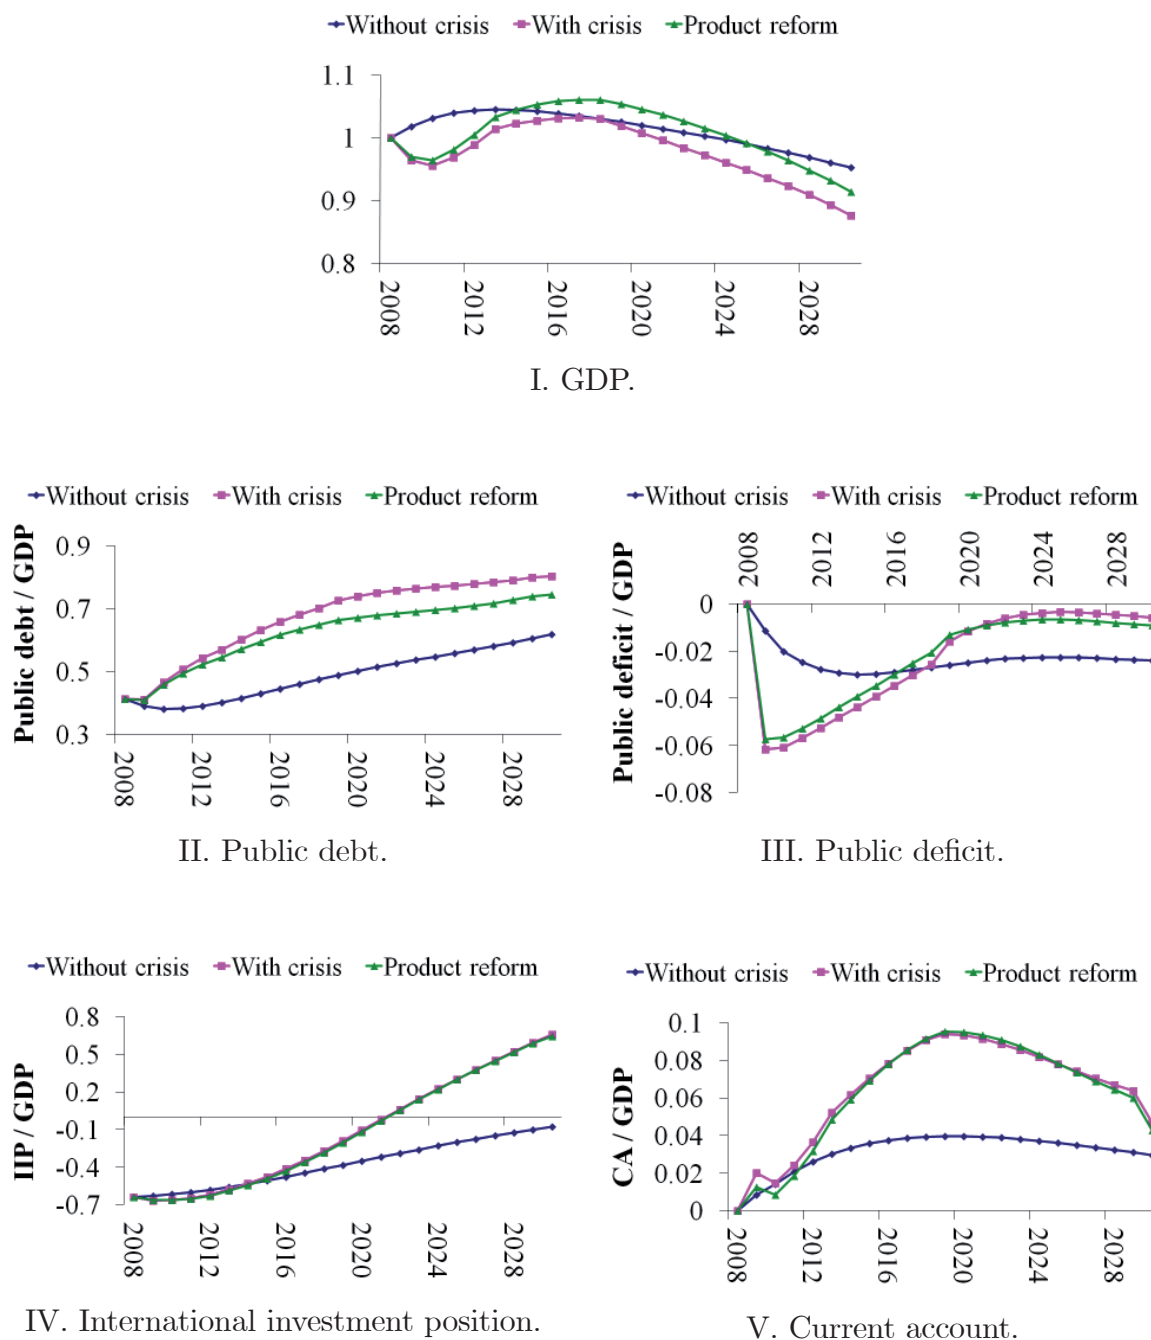 Without crisis With crisis Product reform
1.1
1
0.9
0.8
2008 2012 2016 2020 2024 2028
I. GDP.
Without crisis With crisis Product reform
Public debt / GDP
0.9
0.7
0.5
0.3
2008 2012 2016 2020 2024 2028
II. Public debt.
Without crisis With crisis Product reform
Public deficit / GDP
2008 2012 2016 2020 2024 2028
0
-0.02
-0.04
-0.06
-0.08
III. Public deficit.
Without crisis With crisis Product reform
IIP / GDP
0.8
0.5
0.2
-0.1
-0.4
-0.7
2008 2012 2016 2020 2024 2028
IV. International investment position.
Without crisis With crisis Product reform
CA / GDP
0.1
0.08
0.06
0.04
0.02
0
2008 2012 2016 2020 2024 2028
V. Current account.